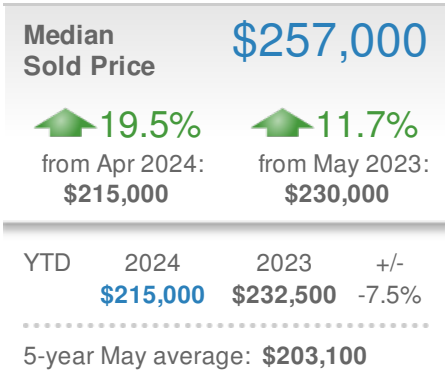 Median $257,000
Sold Price
19.5% 11.7%
from Apr 2024: from May 2023:
$215,000 $230,000
YTD 2024 2023 +/-
$215,000 $232,500 -7.5%
5-year May average: $203,100